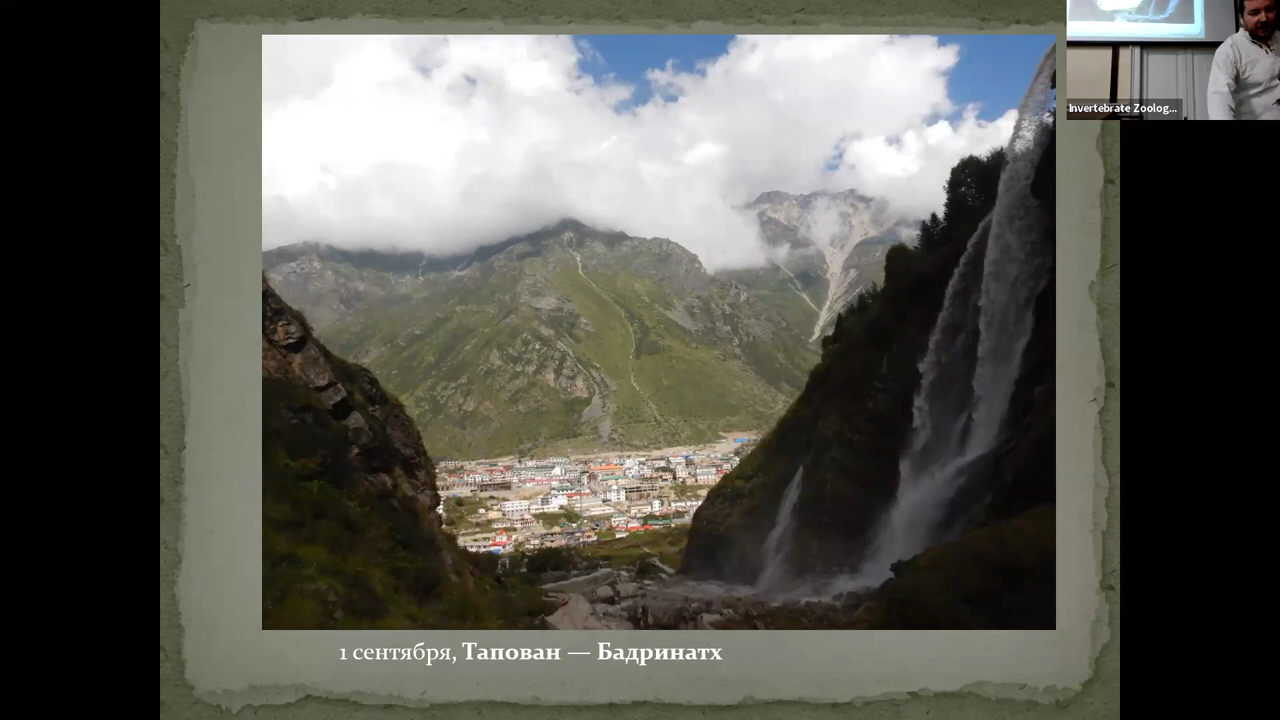 Invertebrate Zoolog...
1 сентября, Тапован — Бадринатх